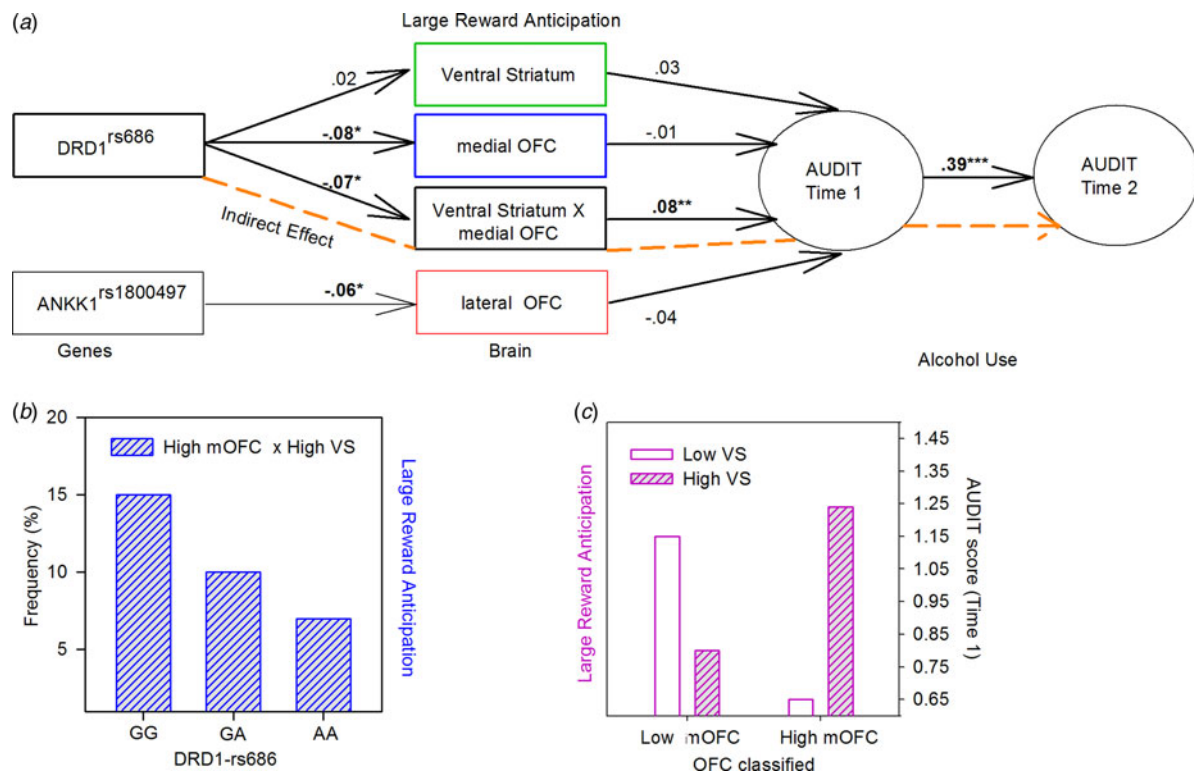 (a)
Large Reward Anticipation
Ventral Striatum
.02
.03
DRD1rs686
-.08*
medial OFC
-.01
AUDIT
Time 1
.39***
AUDIT
Time 2
-.07*
Ventral Striatum X
medial OFC
.08**
Indirect Effect
ANKK1rs1800497
-.06*
lateral OFC
-.04
Genes
Brain
Alcohol Use
(b)
20
15
10
5
Frequency (%)
High mOFC x High VS
Large Reward Anticipation
GG GA AA
DRD1-rs686
(c)
Large Reward Anticipation
Low VS
High VS
1.45
1.35
1.25
1.15
1.05
0.95
0.85
0.75
0.65
AUDIT score (Time 1)
Low mOFC High mOFC
OFC classified